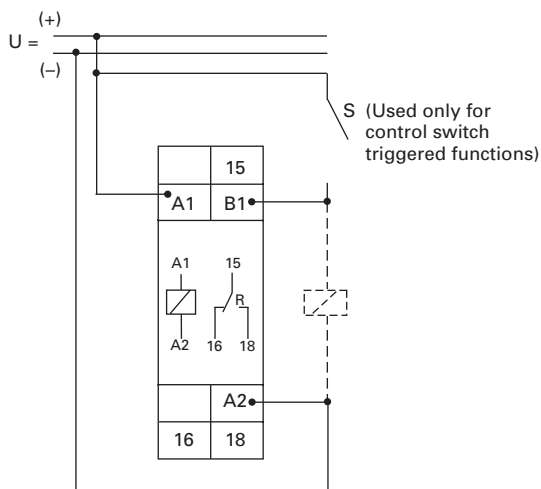 (+)
U =
(–)
S (Used only for
control switch
triggered functions)
15
A1 B1
A1 15
R
A2 16 18
A2
16 18